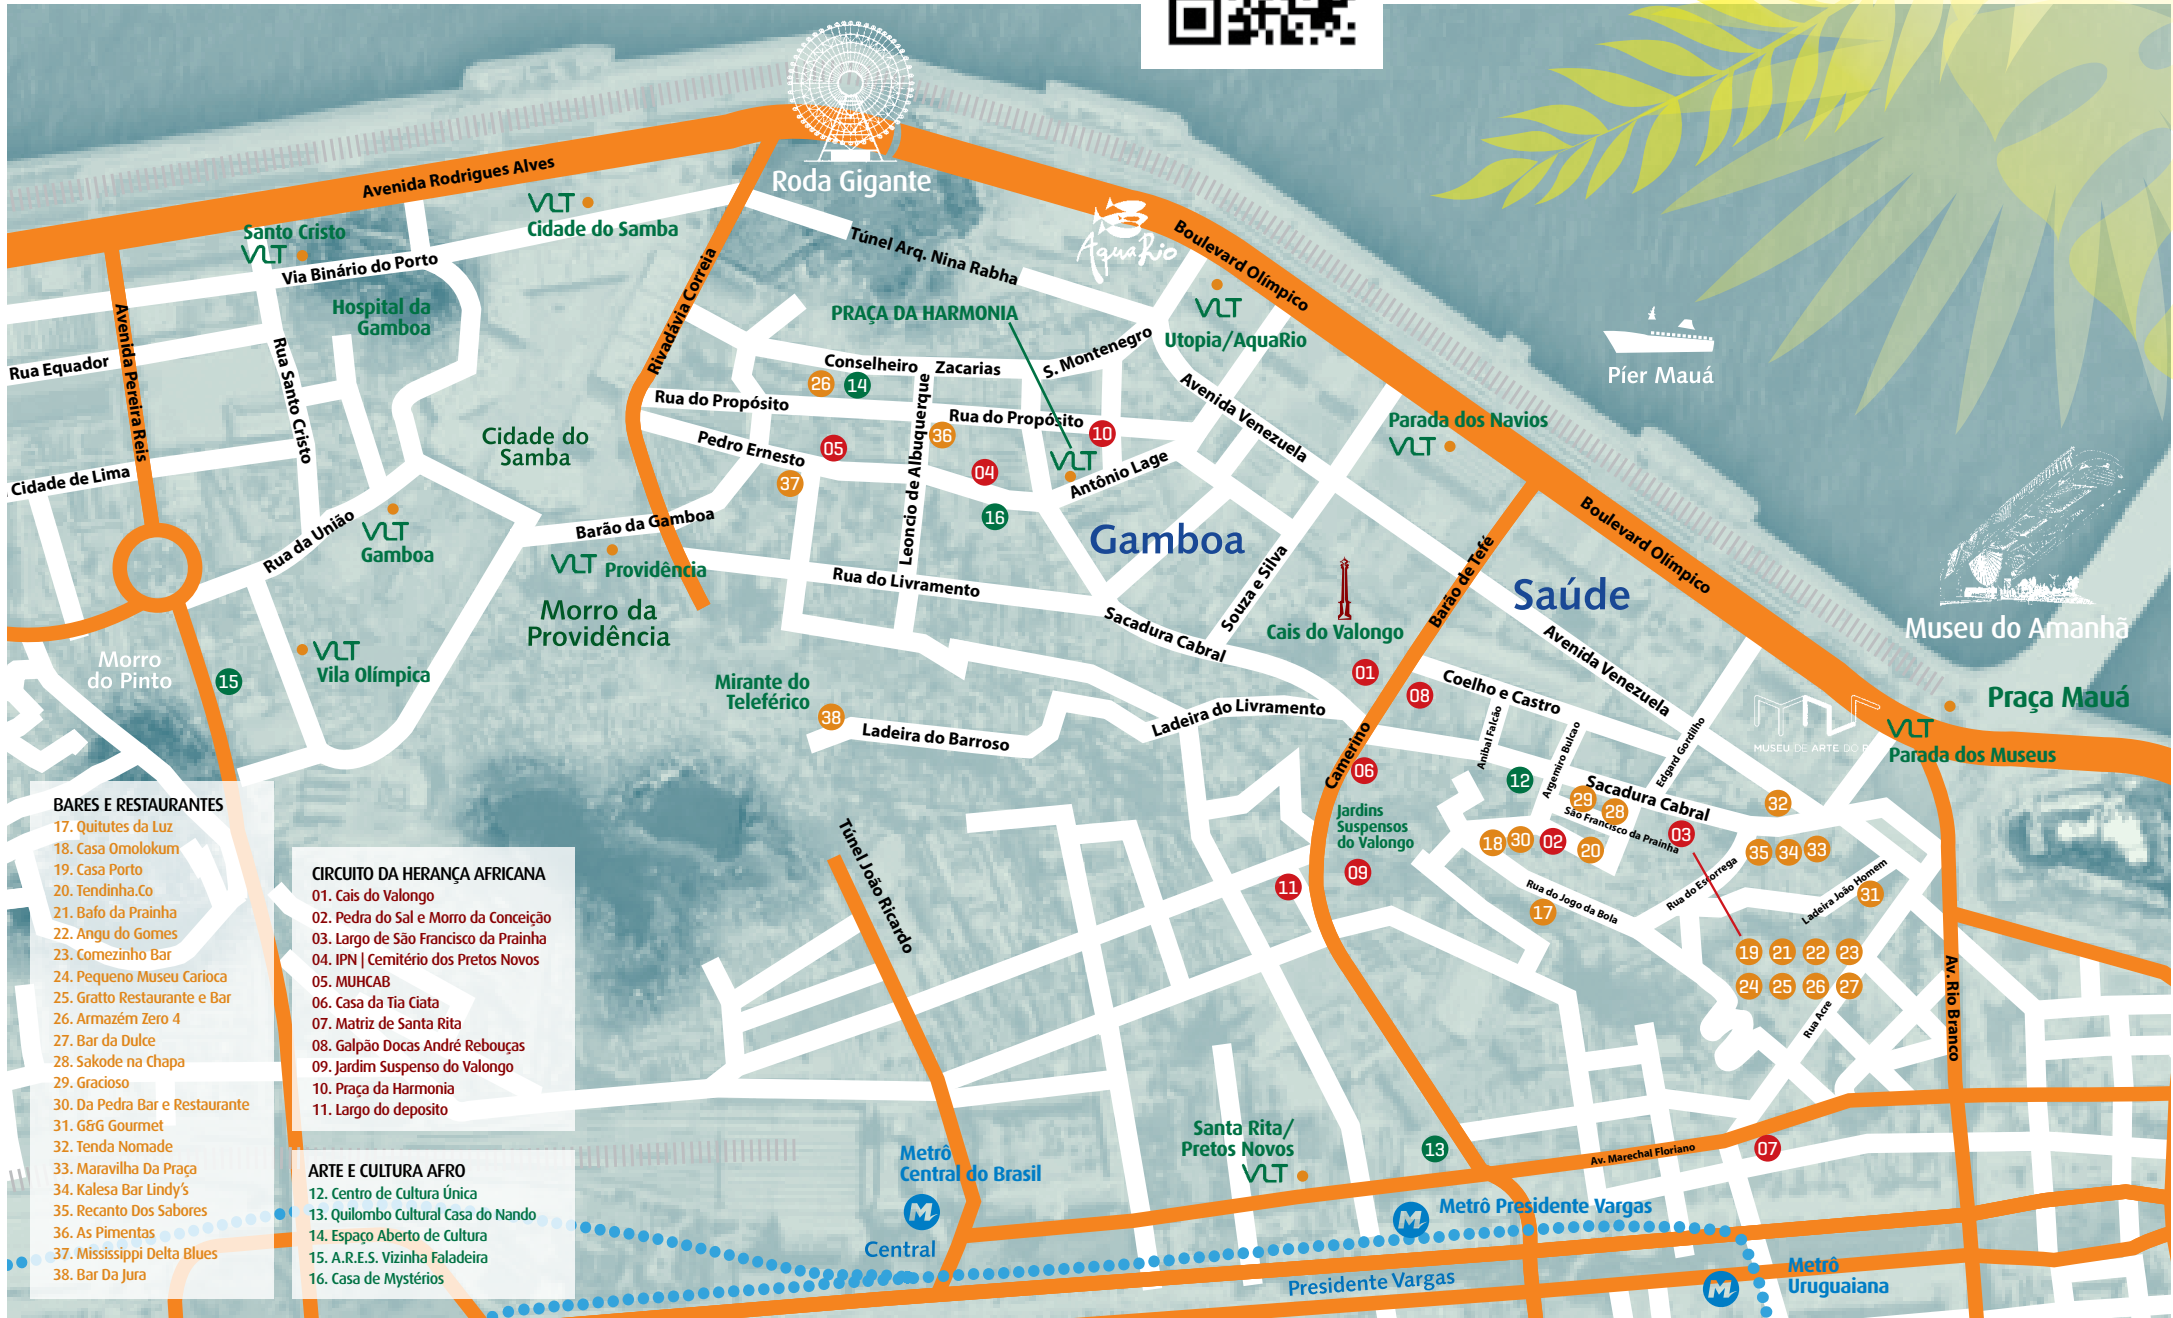 Roda Gigante
Avenida Rodrigues Alves
VLT
Cidade do Samba
Santo Cristo
VLT
Via Binário do Porto
Hospital da
Gamboa
Túnel Arq. Nina Rabha
AquaRio
Boulevard Olímpico
VLT
Utopia/AquaRio
PRAÇA DA HARMONIA
Rivadávia Correia
Avenida Pereira Reis
Rua Equador
Rua Santo Cristo
Conselheiro Zacarias
S. Montenegro
26
14
Rua do Propósito
Rua do Propósito
10
Leoncio de Albuquerque
36
Avenida Venezuela
Píer Mauá
Parada dos Navios
VLT
Cidade do
Samba
Pedro Ernesto
05
37
04
VLT
Antônio Lage
16
Cidade de Lima
Rua da União
VLT
Gamboa
Barão da Gamboa
VLT Providência
Gamboa
Souza e Silva
Boulevard Olímpico
Barão de Tefé
Saúde
Rua do Livramento
Morro da
Providência
Sacadura Cabral
Cais do Valongo
01
08
Avenida Venezuela
Museu do Amanhã
Morro
do Pinto
15
VLT
Vila Olímpica
Mirante do
Teleférico
38
Ladeira do Barroso
Ladeira do Livramento
Coelho e Castro
Anibal Falcão
Argemiro Bulcao
Edgard Gordilho
MUSEU DE ARTE DO R
Praça Mauá
VLT
Parada dos Museus
Camerino
06
12
Jardins
Suspensos
do Valongo
09
11
Sacadura Cabral
29
28
São Francisco da Prainha
03
32
18
30
02
20
35
34
33
Rua do Escorrega
Ladeira João Homem
31
Rua do Jogo da Bola
17
19
21
22
23
24
25
26
27
Rua Acre
Av. Rio Branco
Túnel João Ricardo
BARES E RESTAURANTES
17. Quitutes da Luz
18. Casa Omolokum
19. Casa Porto
20. Tendinha.Co
21. Bafo da Prainha
22. Angu do Gomes
23. Comezinho Bar
24. Pequeno Museu Carioca
25. Gratto Restaurante e Bar
26. Armazém Zero 4
27. Bar da Dulce
28. Sakode na Chapa
29. Gracioso
30. Da Pedra Bar e Restaurante
31. G&G Gourmet
32. Tenda Nomade
33. Maravilha Da Praça
34. Kalesa Bar Lindy's
35. Recanto Dos Sabores
36. As Pimentas
37. Mississippi Delta Blues
38. Bar Da Jura
CIRCUITO DA HERANÇA AFRICANA
01. Cais do Valongo
02. Pedra do Sal e Morro da Conceição
03. Largo de São Francisco da Prainha
04. IPN | Cemitério dos Pretos Novos
05. MUHCAB
06. Casa da Tia Ciata
07. Matriz de Santa Rita
08. Galpão Docas André Rebouças
09. Jardim Suspenso do Valongo
10. Praça da Harmonia
11. Largo do deposito
ARTE E CULTURA AFRO
12. Centro de Cultura Única
13. Quilombo Cultural Casa do Nando
14. Espaço Aberto de Cultura
15. A.R.E.S. Vizinha Faladeira
16. Casa de Mystérios
Metrô
Central do Brasil
M
Central
Santa Rita/
Pretos Novos
VLT
13
Av. Marechal Floriano
07
M
Metrô Presidente Vargas
Presidente Vargas
M
Metrô
Uruguaiana